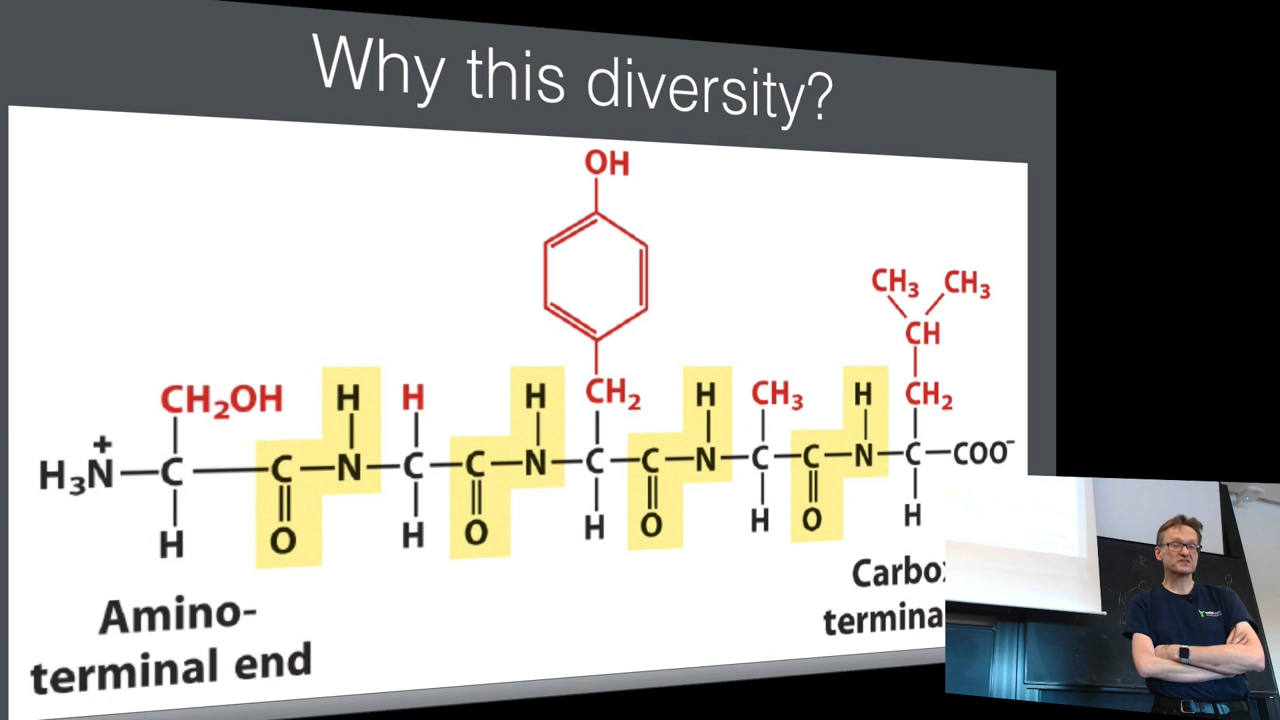 Why this diversity?
OH
CH₃ CH₃
CH
CH₂OH H H H CH₂ H CH₃ H CH₂
+
H₃N—C—C—N—C—C—N—C—C—N—C—C—N—C—COO⁻
H O H O H O H O H
Amino-
terminal end